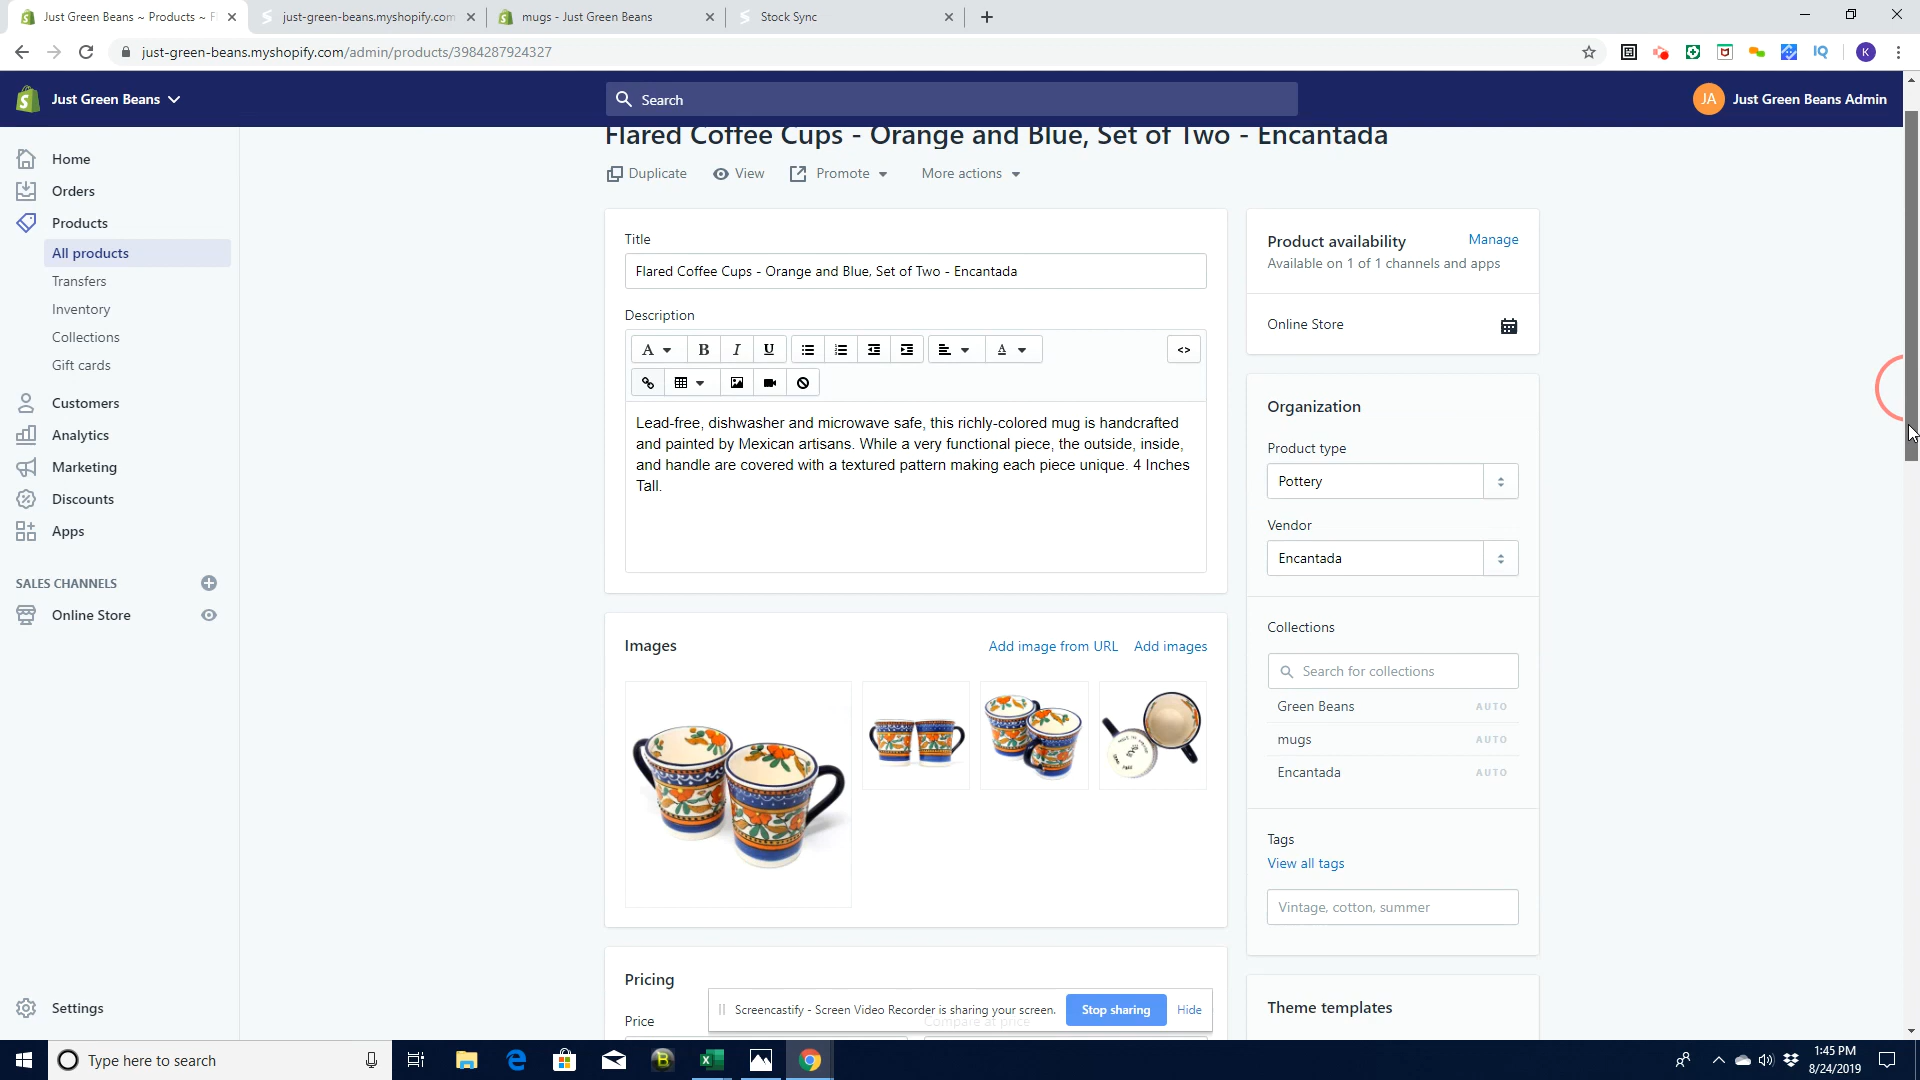 Just Green Beans ~ Products ~ F
just-green-beans.myshopify.com
mugs - Just Green Beans
Stock Sync
just-green-beans.myshopify.com/admin/products/3984287924327
IQ
K
Just Green Beans
Search
JA
Just Green Beans Admin
Home
Orders
Products
All products
Transfers
Inventory
Collections
Gift cards
Customers
Analytics
Marketing
Discounts
Apps
SALES CHANNELS
Online Store
Settings
Flared Coffee Cups - Orange and Blue, Set of Two - Encantada
Duplicate
View
Promote
More actions
Title
Flared Coffee Cups - Orange and Blue, Set of Two - Encantada
Description
A
B
I
U
A
<>
Lead-free, dishwasher and microwave safe, this richly-colored mug is handcrafted
and painted by Mexican artisans. While a very functional piece, the outside, inside,
and handle are covered with a textured pattern making each piece unique. 4 Inches
Tall.
Images
Add image from URL
Add images
Pricing
Price
Compare at price
Product availability
Manage
Available on 1 of 1 channels and apps
Online Store
Organization
Product type
Pottery
Vendor
Encantada
Collections
Search for collections
Green Beans
AUTO
mugs
AUTO
Encantada
AUTO
Tags
View all tags
Vintage, cotton, summer
Theme templates
Screencastify - Screen Video Recorder is sharing your screen.
Stop sharing
Hide
Type here to search
1:45 PM
8/24/2019